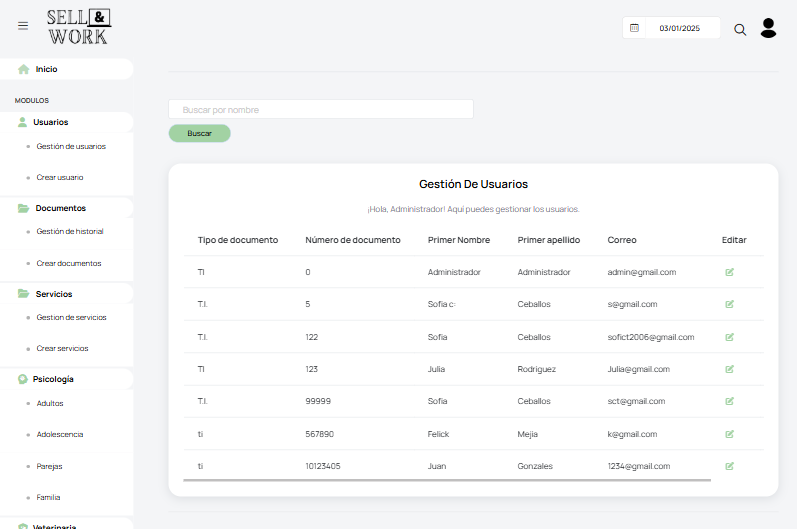 SELL &
WORK
03/01/2025
Inicio
MODULOS
Usuarios
Gestión de usuarios
Crear usuario
Documentos
Gestión de historial
Crear documentos
Servicios
Gestion de servicios
Crear servicios
Psicología
Adultos
Adolescencia
Parejas
Familia
Veterinaria
Buscar por nombre
Buscar
Gestión De Usuarios
¡Hola, Administrador! Aquí puedes gestionar los usuarios.
Tipo de documento Número de documento Primer Nombre Primer apellido Correo Editar
TI 0 Administrador Administrador admin@gmail.com
T.I. 5 Sofia c: Ceballos s@gmail.com
T.I. 122 Sofia Ceballos sofict2006@gmail.com
TI 123 Julia Rodriguez Julia@gmail.com
T.I. 99999 Sofia Ceballos sct@gmail.com
ti 567890 Felick Mejia k@gmail.com
ti 10123405 Juan Gonzales 1234@gmail.com